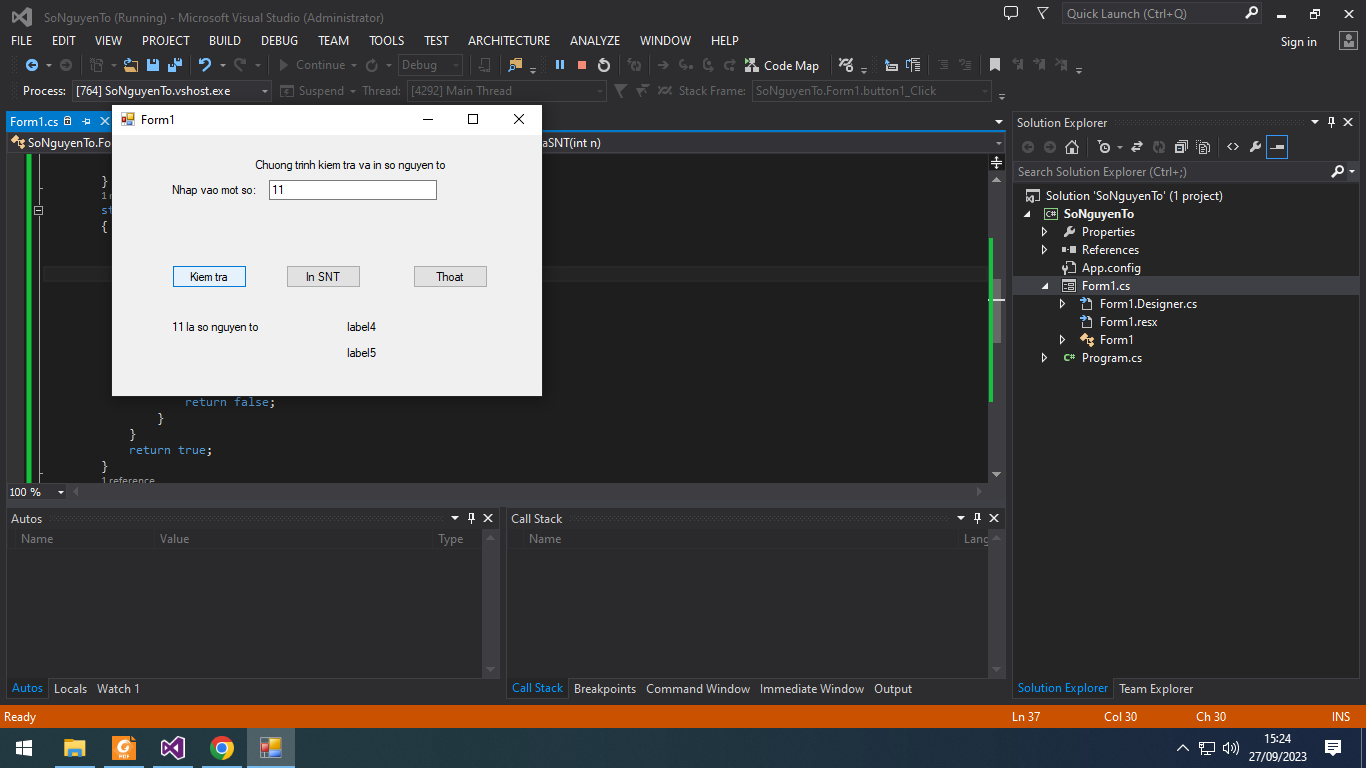 SoNguyenTo (Running) - Microsoft Visual Studio (Administrator)
Quick Launch (Ctrl+Q)
FILE EDIT VIEW PROJECT BUILD DEBUG TEAM TOOLS TEST ARCHITECTURE ANALYZE WINDOW HELP
Sign in
Continue Debug Code Map
Process: [764] SoNguyenTo.vshost.exe Suspend Thread: [4292] Main Thread Stack Frame: SoNguyenTo.Form1.button1_Click
Form1.cs
SoNguyenTo.Fo
aSNT(int n)
Form1
Chuong trinh kiem tra va in so nguyen to
Nhap vao mot so: 11
Kiem tra In SNT Thoat
11 la so nguyen to label4
label5
}
1 r
st
{
return false;
}
}
return true;
}
1 reference
100 %
Solution Explorer
Search Solution Explorer (Ctrl+;)
Solution 'SoNguyenTo' (1 project)
C# SoNguyenTo
Properties
References
App.config
Form1.cs
Form1.Designer.cs
Form1.resx
Form1
C# Program.cs
Autos
Name Value Type
Call Stack
Name Lang
Autos Locals Watch 1
Call Stack Breakpoints Command Window Immediate Window Output
Solution Explorer Team Explorer
Ready Ln 37 Col 30 Ch 30 INS
PDF
15:24
27/09/2023